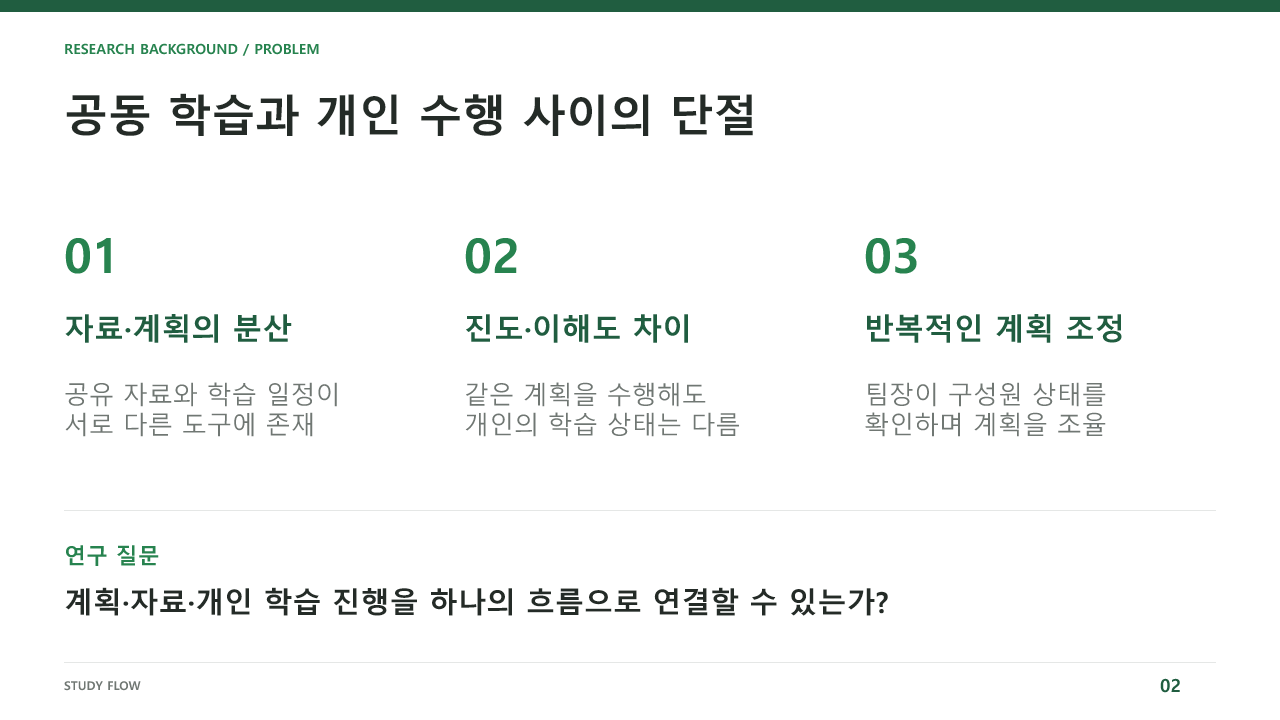 RESEARCH BACKGROUND / PROBLEM
공동 학습과 개인 수행 사이의 단절
01
자료·계획의 분산
공유 자료와 학습 일정이
서로 다른 도구에 존재
02
진도·이해도 차이
같은 계획을 수행해도
개인의 학습 상태는 다름
03
반복적인 계획 조정
팀장이 구성원 상태를
확인하며 계획을 조율
연구 질문
계획·자료·개인 학습 진행을 하나의 흐름으로 연결할 수 있는가?
STUDY FLOW
02